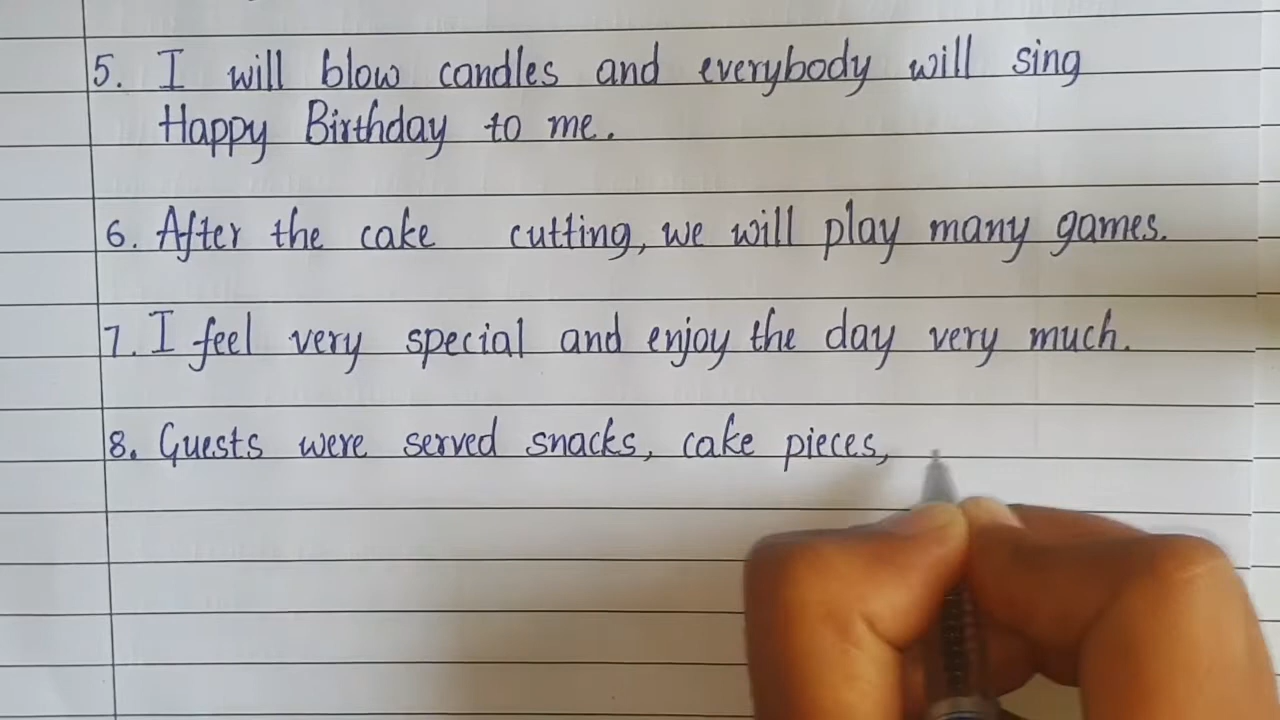 5. I will blow candles and everybody will sing
Happy Birthday to me.
6. After the cake cutting, we will play many games.
7. I feel very special and enjoy the day very much.
8. Guests were served snacks, cake pieces,